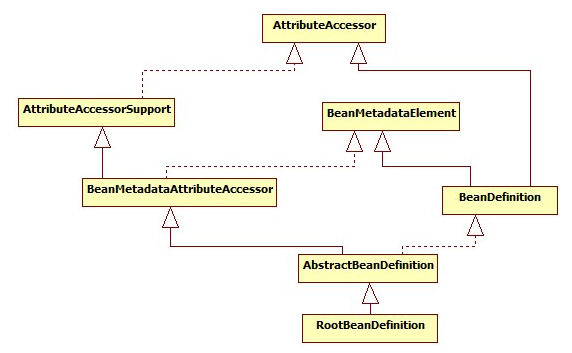 AttributeAccessor
AttributeAccessorSupport
BeanMetadataElement
BeanMetadataAttributeAccessor
BeanDefinition
AbstractBeanDefinition
RootBeanDefinition